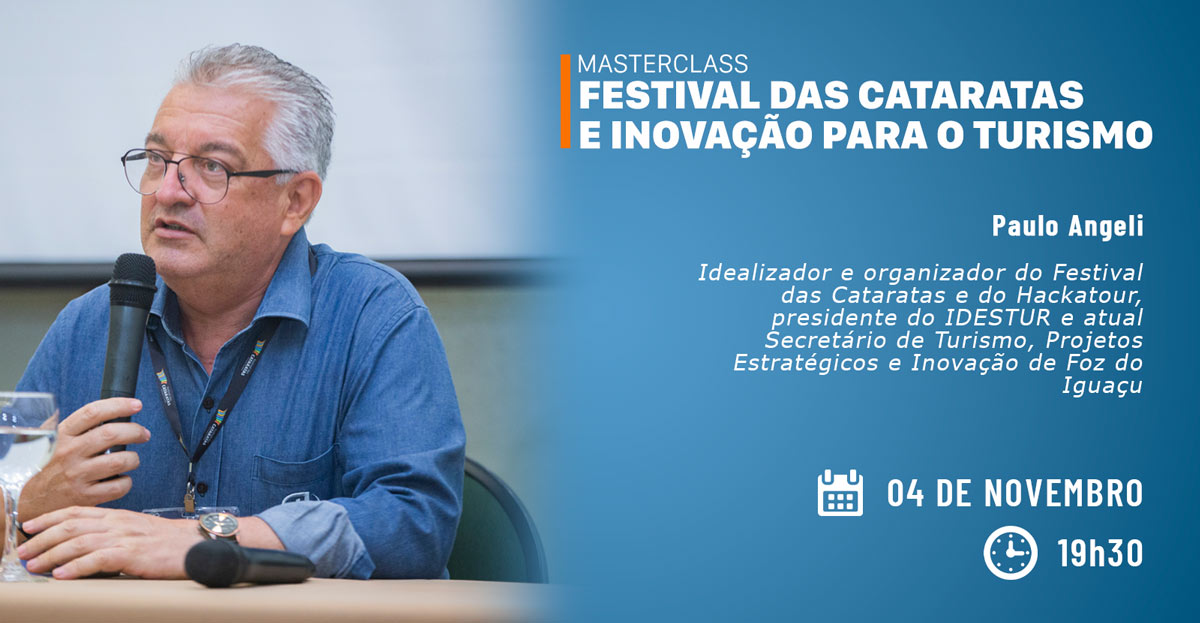 MASTERCLASS
FESTIVAL DAS CATARATAS
E INOVAÇÃO PARA O TURISMO
Paulo Angeli
Idealizador e organizador do Festival
das Cataratas e do Hackatour,
presidente do IDESTUR e atual
Secretário de Turismo, Projetos
Estratégicos e Inovação de Foz do
Iguaçu
04 DE NOVEMBRO
19h30